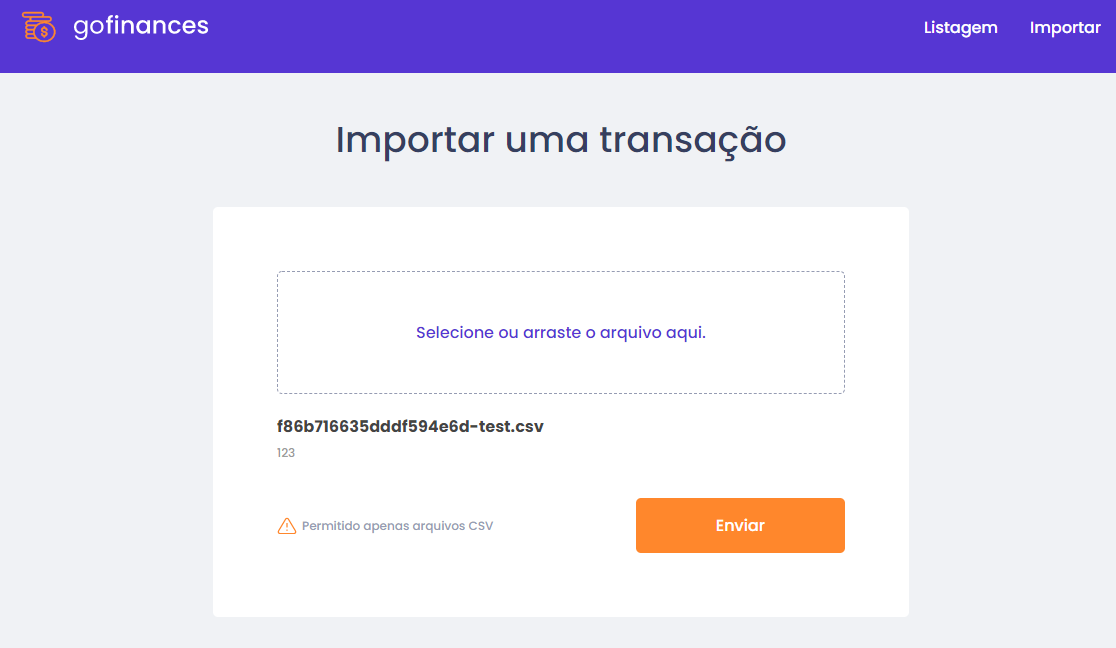 gofinances
Listagem
Importar
Importar uma transação
Selecione ou arraste o arquivo aqui.
f86b716635dddf594e6d-test.csv
123
Permitido apenas arquivos CSV
Enviar